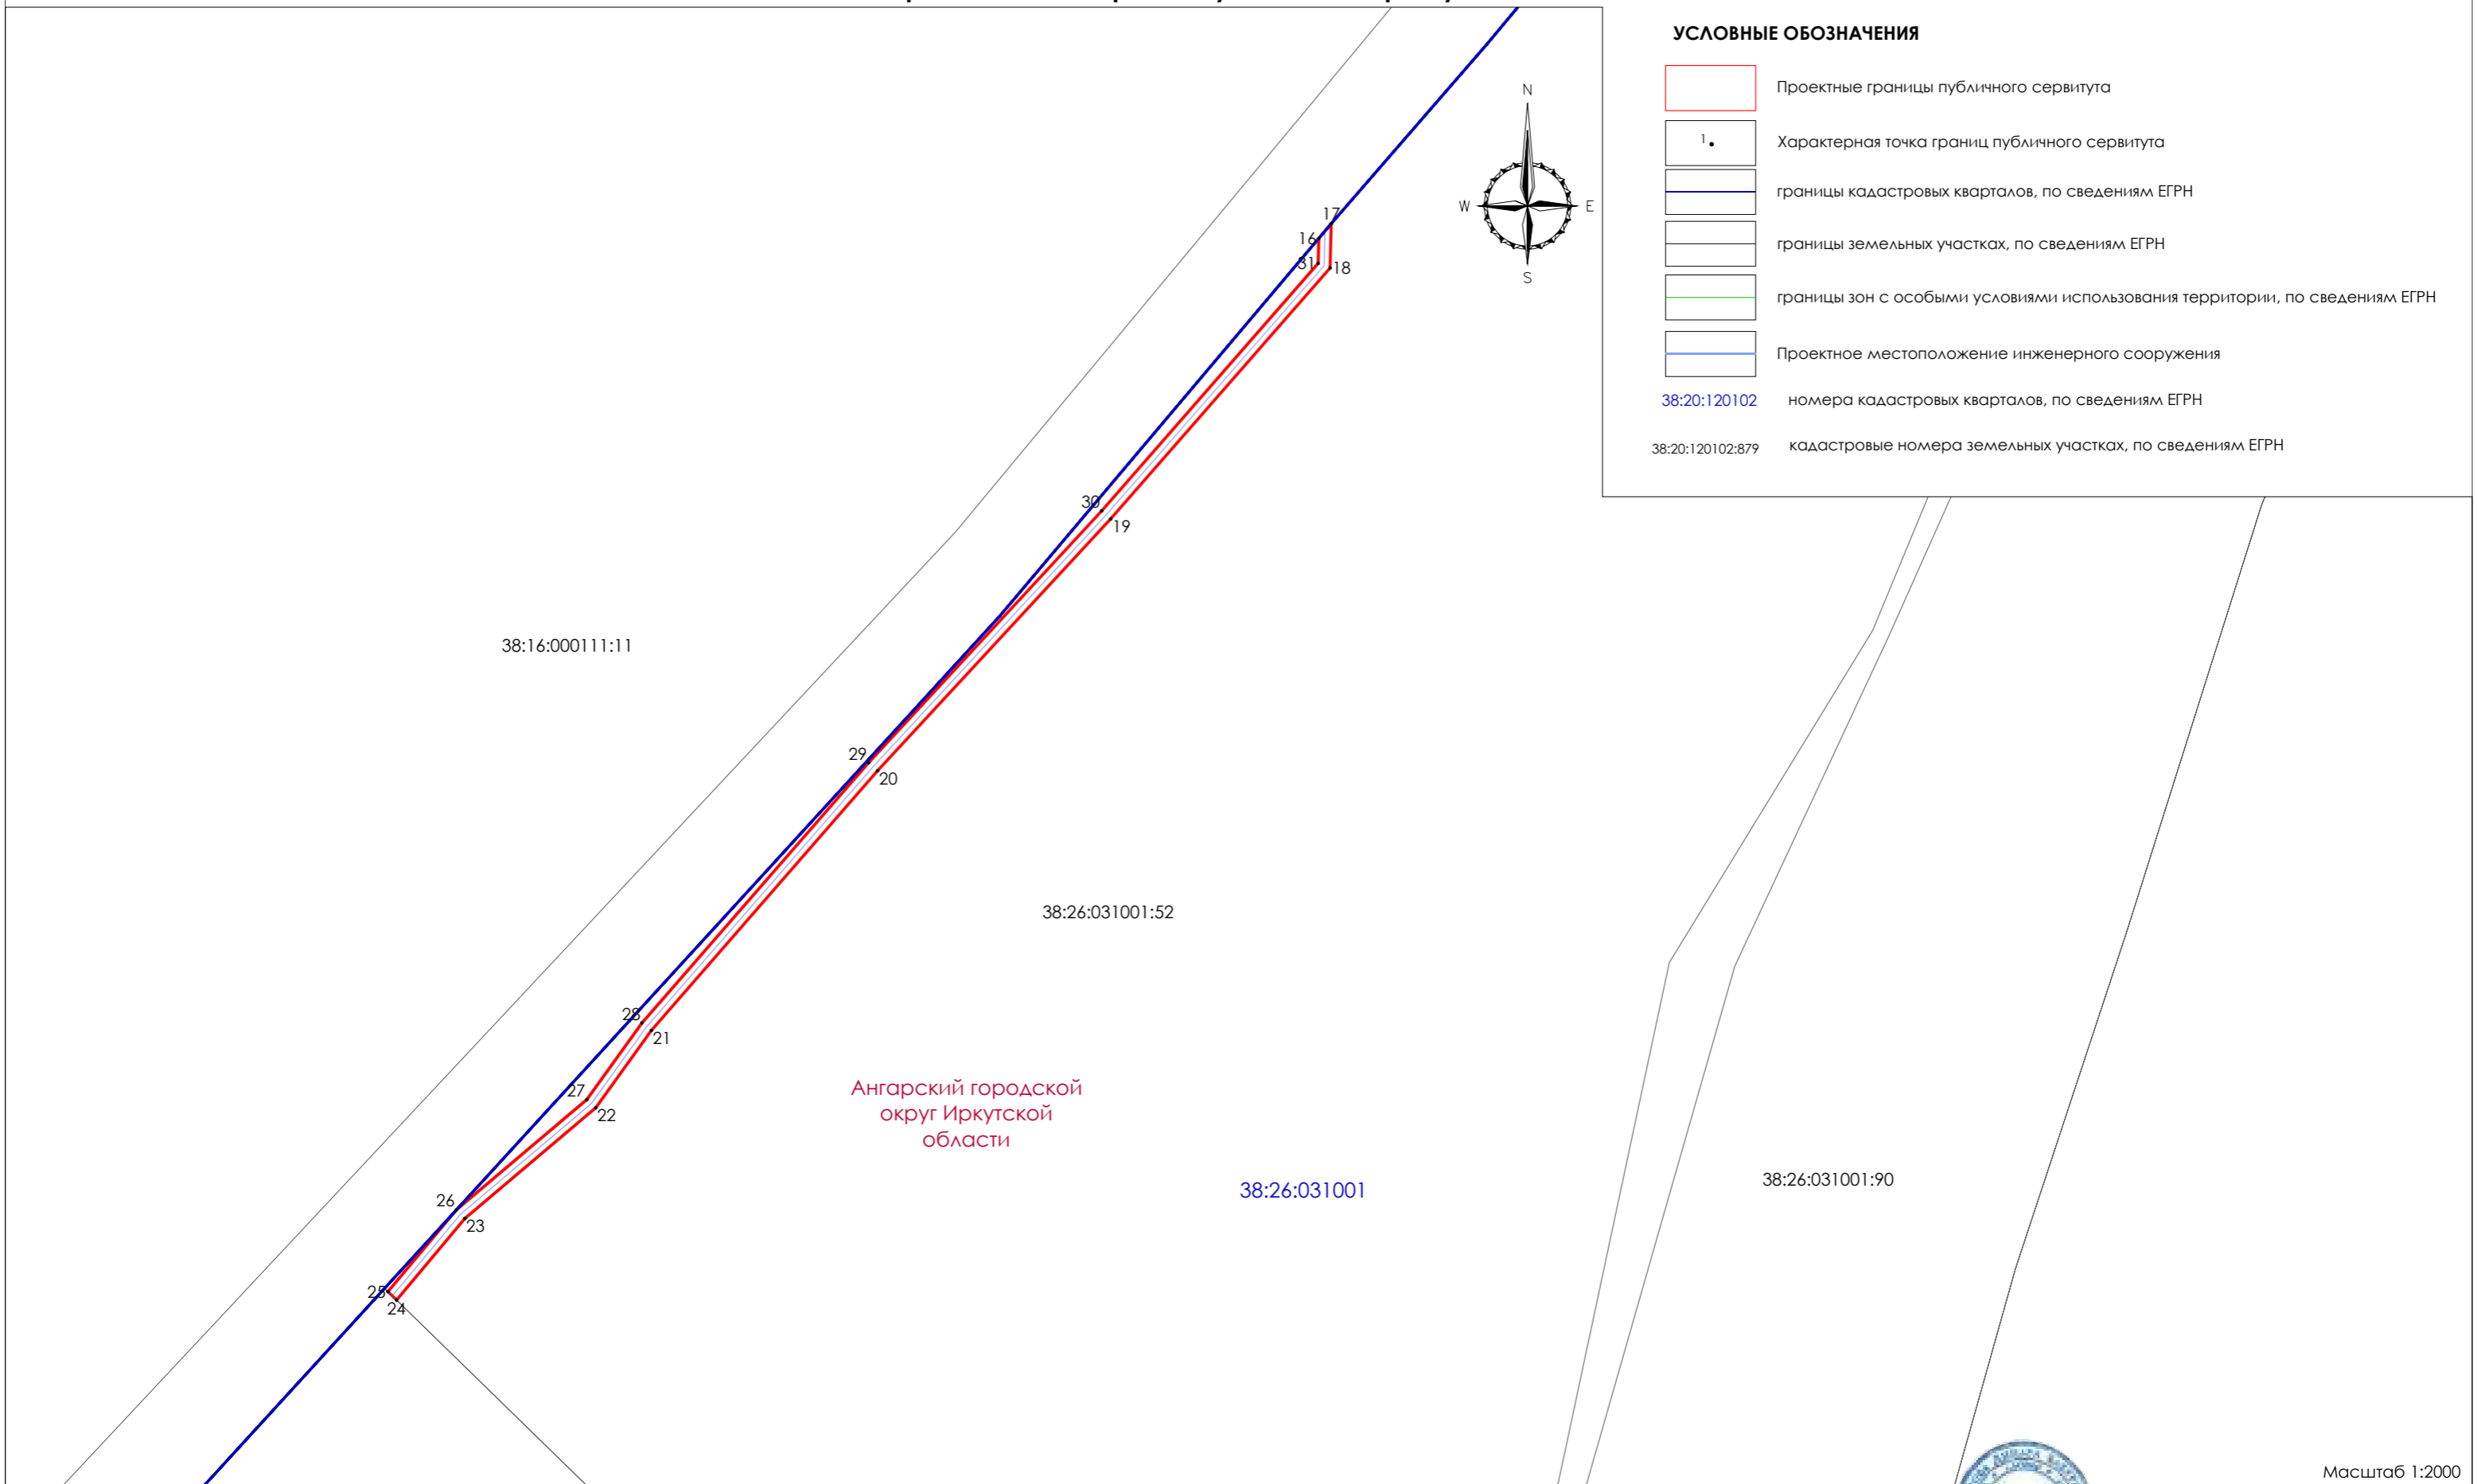 УСЛОВНЫЕ ОБОЗНАЧЕНИЯ
Проектные границы публичного сервитута
1
Характерная точка границ публичного сервитута
границы кадастровых кварталов, по сведениям ЕГРН
границы земельных участках, по сведениям ЕГРН
границы зон с особыми условиями использования территории, по сведениям ЕГРН
Проектное местоположение инженерного сооружения
38:20:120102 номера кадастровых кварталов, по сведениям ЕГРН
38:20:120102:879 кадастровые номера земельных участках, по сведениям ЕГРН
N
W
E
S
17
16
31
18
30
19
38:16:000111:11
29
20
38:26:031001:52
28
21
27
22
Ангарский городской
округ Иркутской
области
38:26:031001
38:26:031001:90
26
23
25
24
Масштаб 1:2000